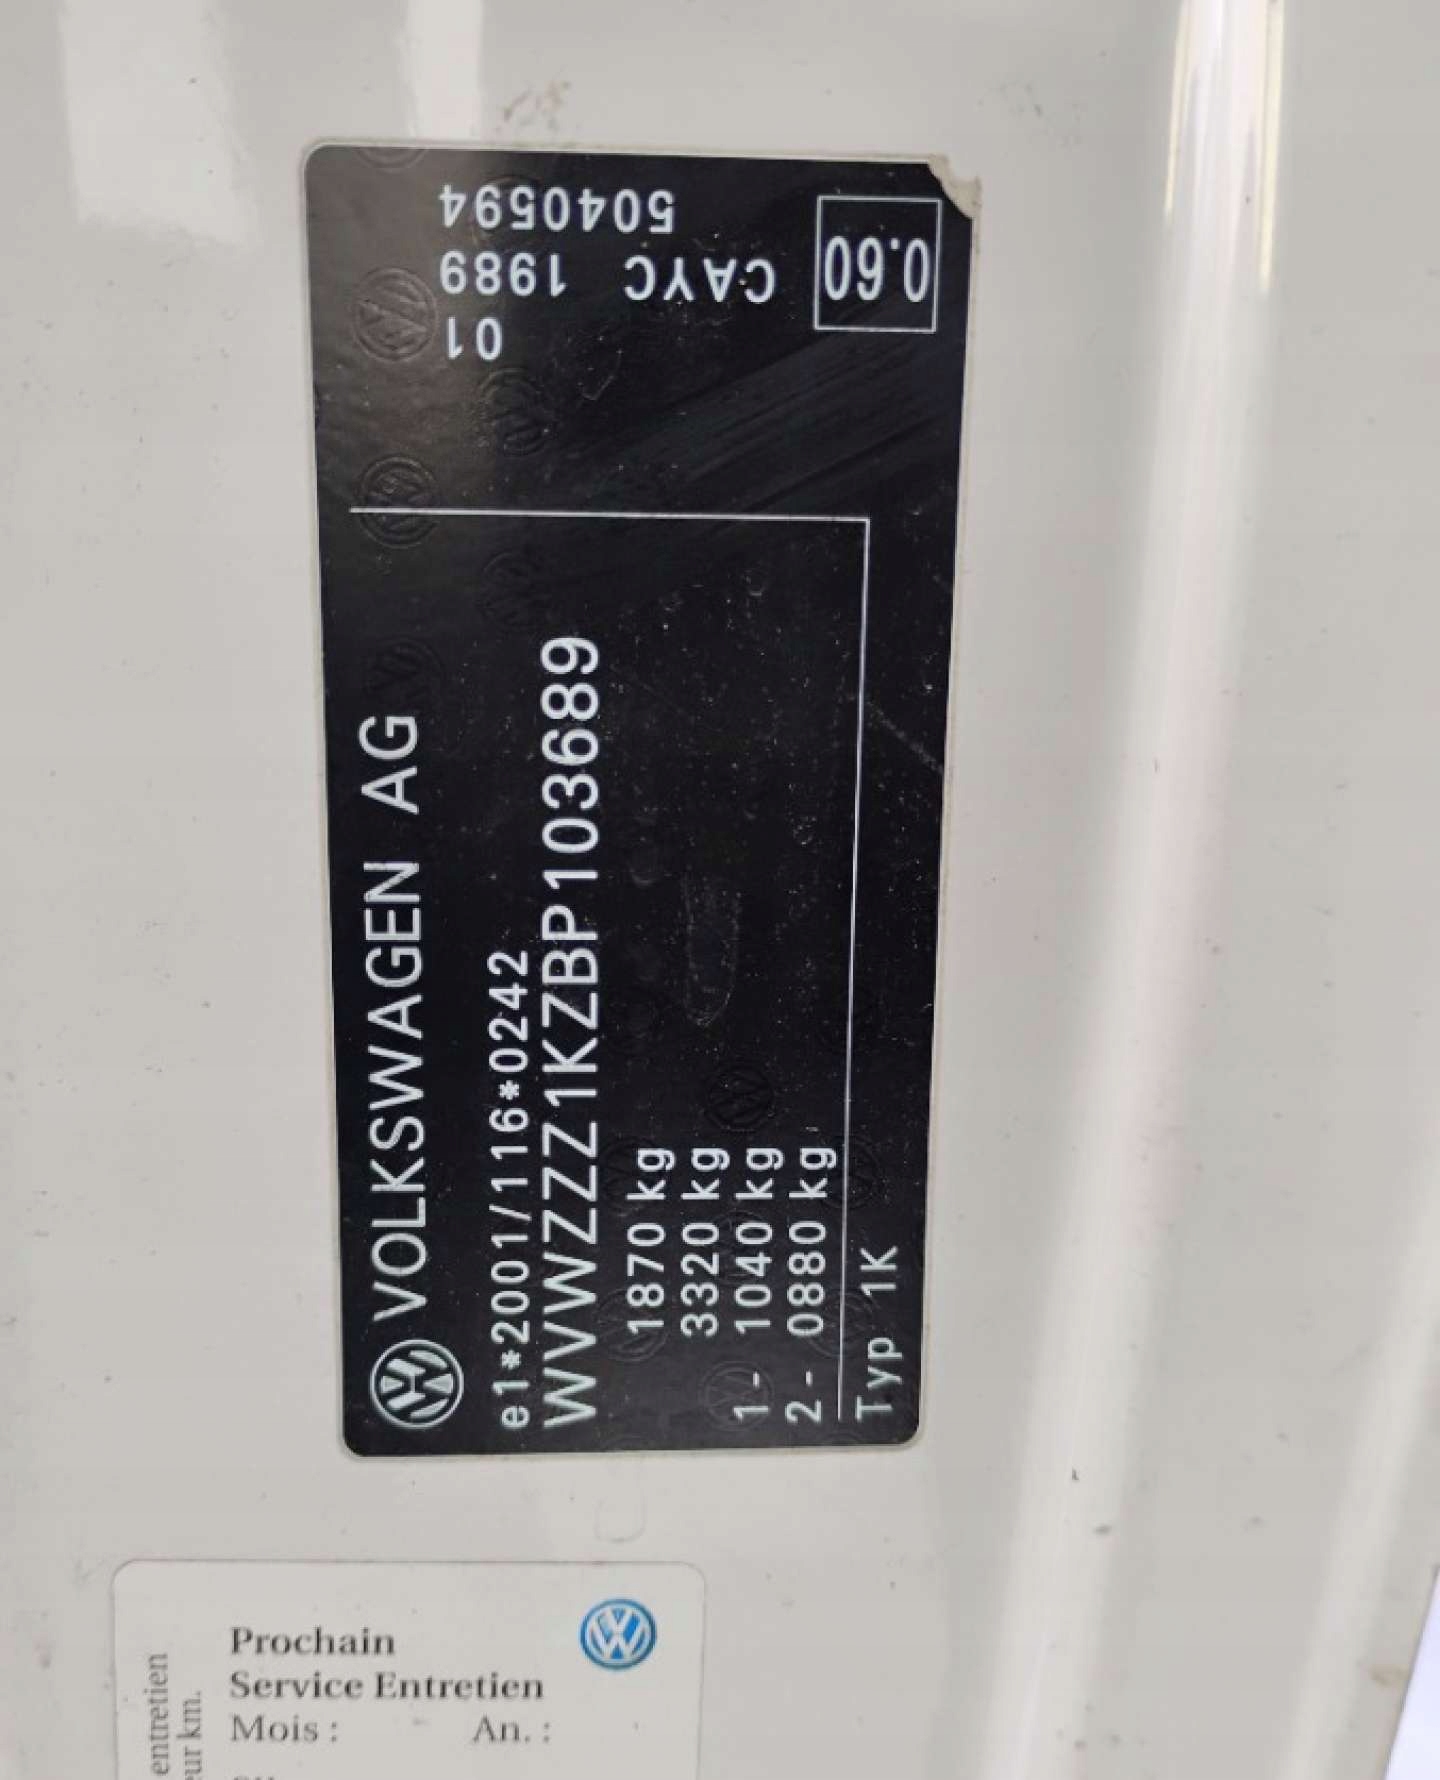 VOLKSWAGEN AG
e1*2001/116*0242
WVWZZZ1KZBP103689
1870 kg
3320 kg
1- 1040 kg
2- 0880 kg
Typ 1K
5040594
CAYC 1989
01
0.60
Prochain
Service Entretien
Mois : An. :
entretien
eur km.